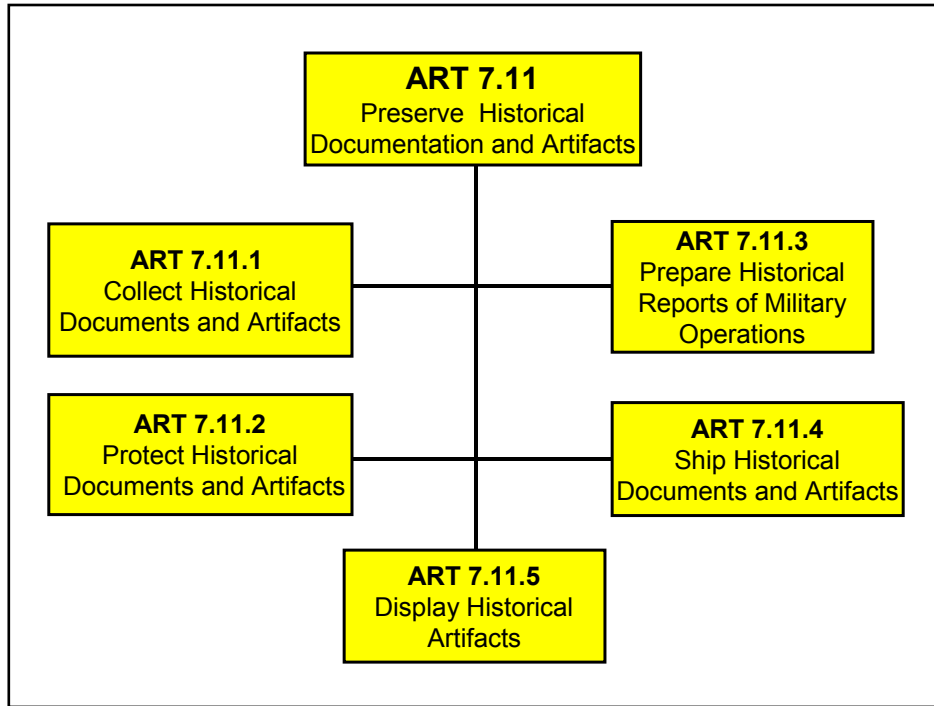 ART 7.11
Preserve Historical
Documentation and Artifacts
ART 7.11.1
Collect Historical
Documents and Artifacts
ART 7.11.3
Prepare Historical
Reports of Military
Operations
ART 7.11.2
Protect Historical
Documents and Artifacts
ART 7.11.4
Ship Historical
Documents and Artifacts
ART 7.11.5
Display Historical
Artifacts